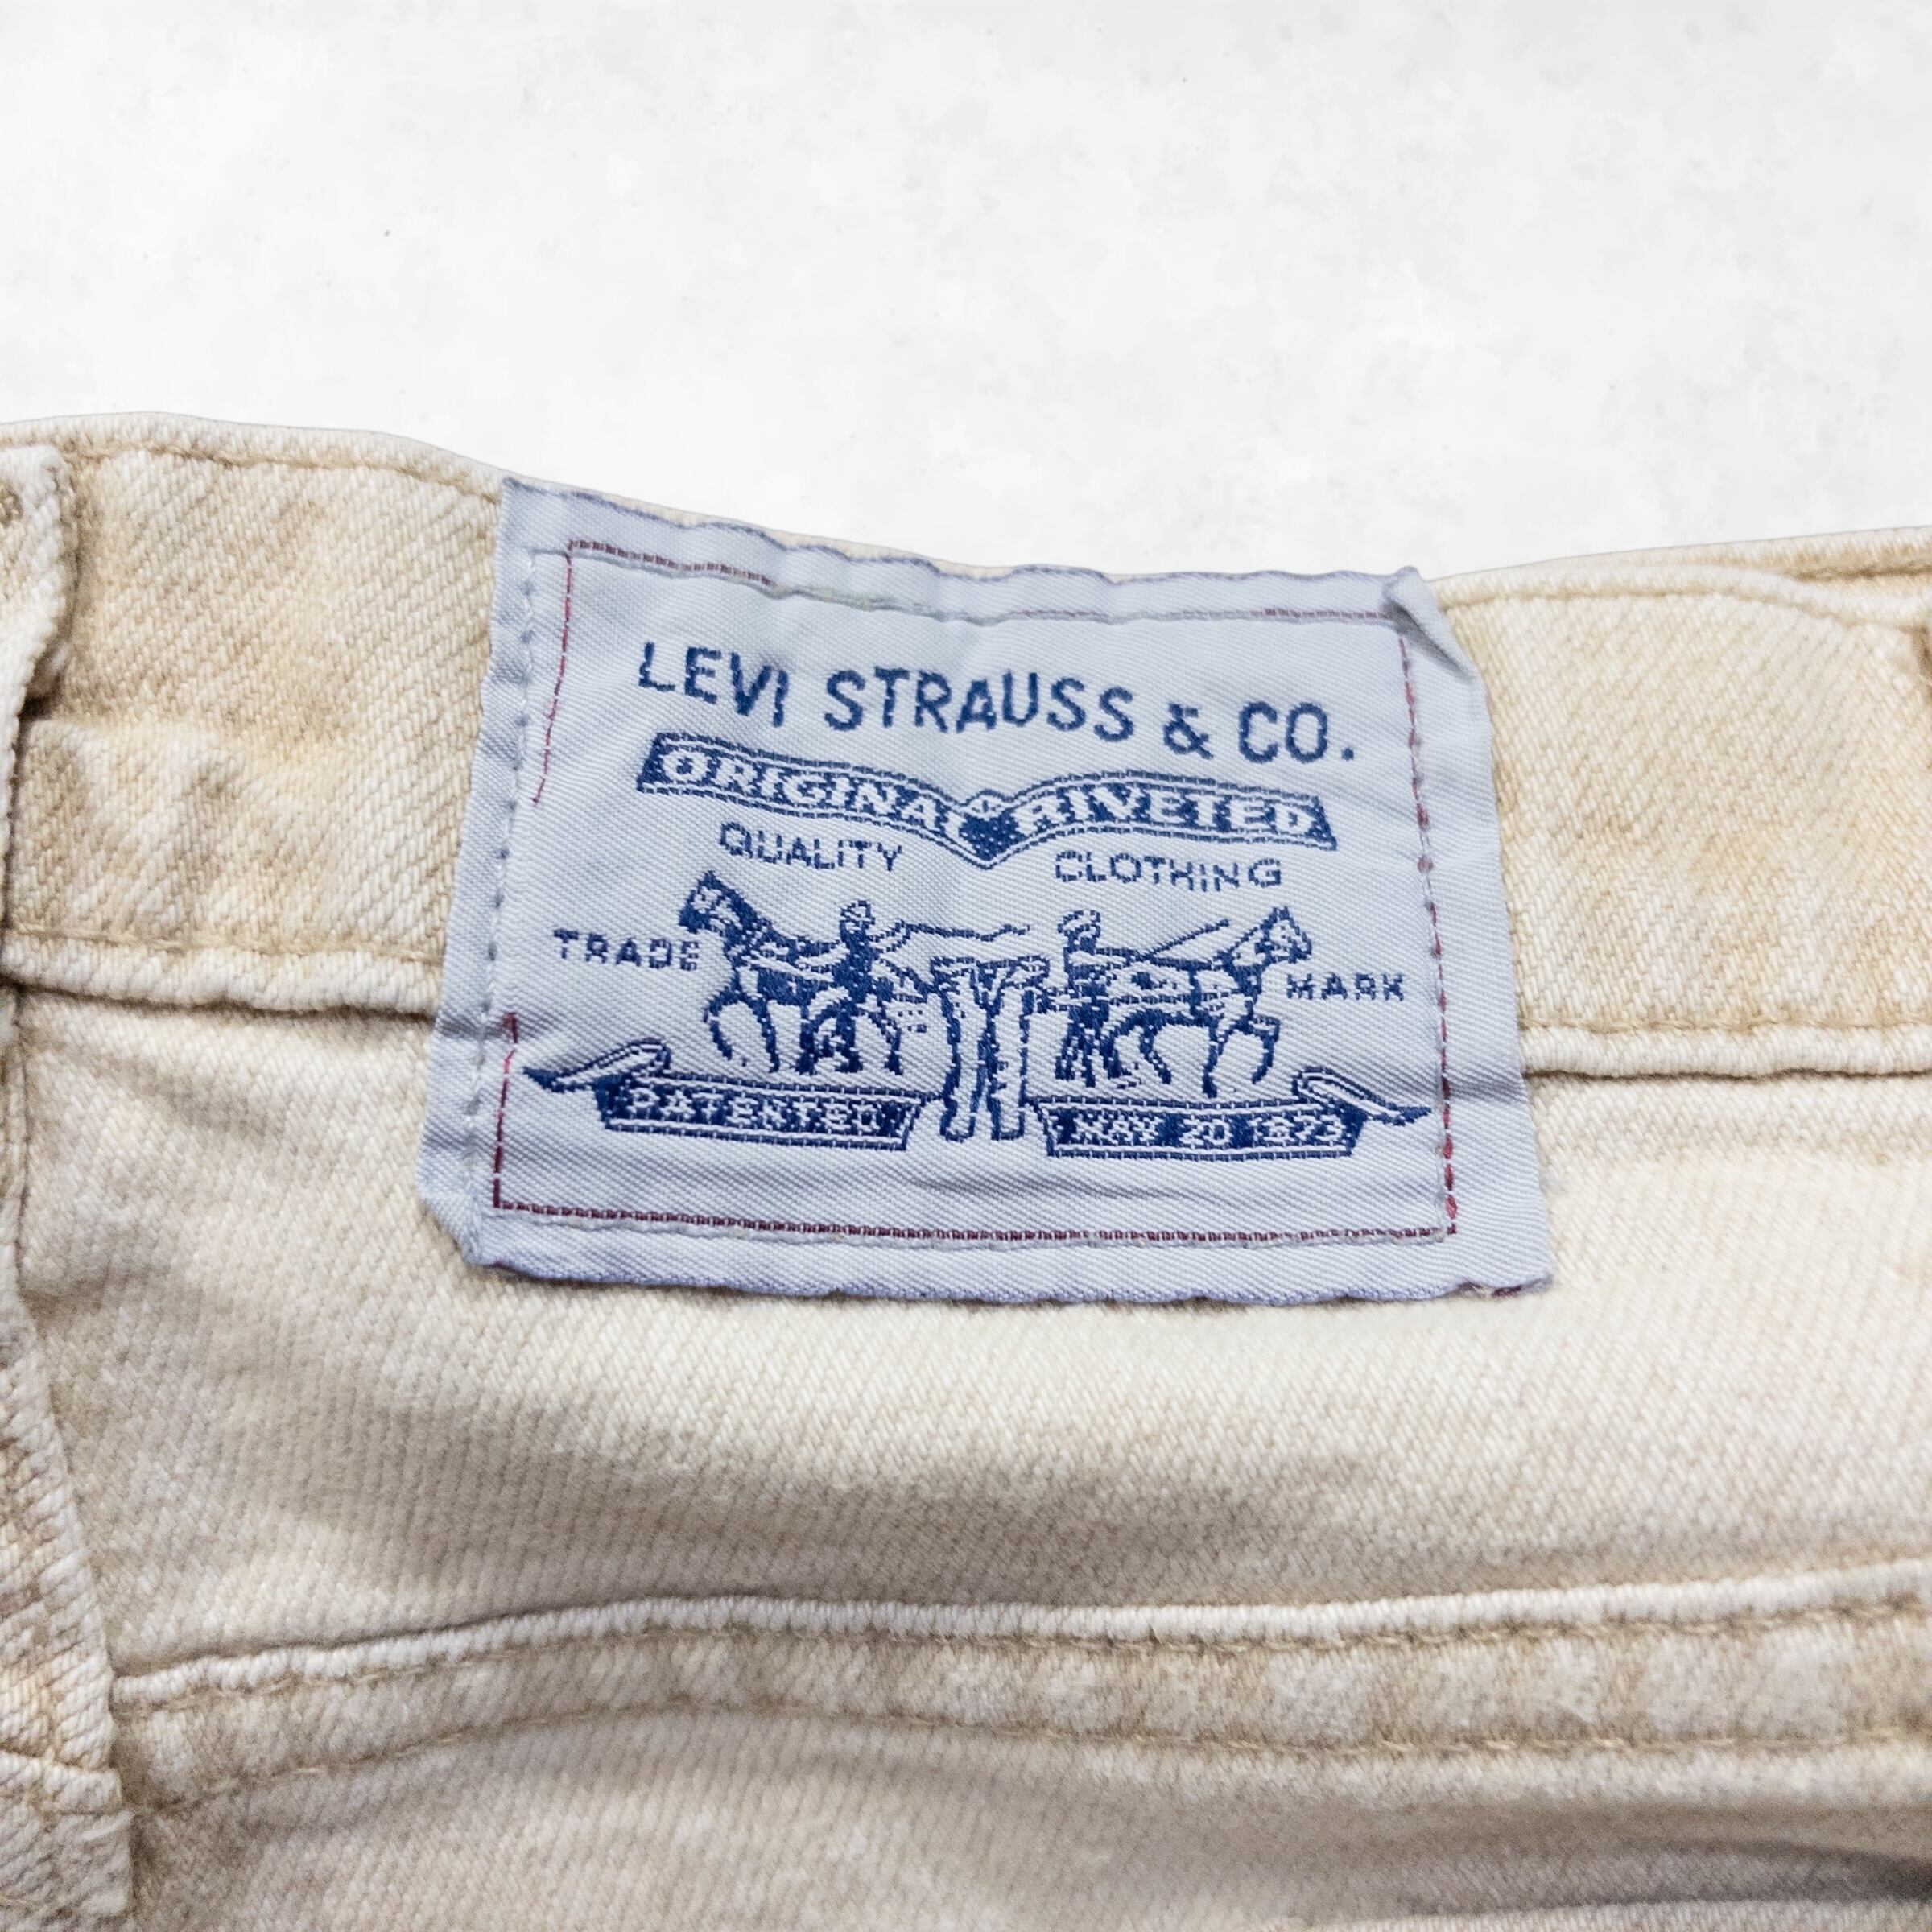 LEVI STRAUSS & CO.
ORIGINAL RIVETED
QUALITY CLOTHING
TRADE MARK
PATENTED MAY 20 1873